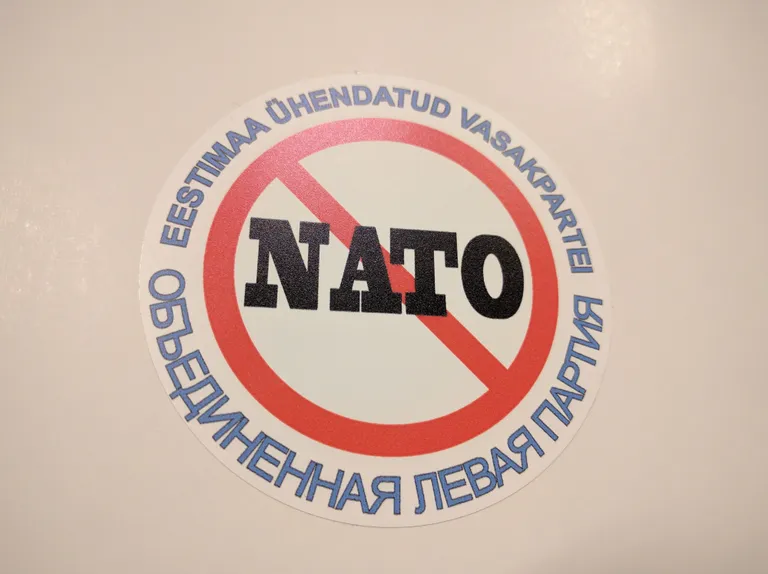 EESTIMAA ÜHENDATUD VASAKPARTEI
NATO
ОБЪЕДИНЕННАЯ ЛЕВАЯ ПАРТИЯ